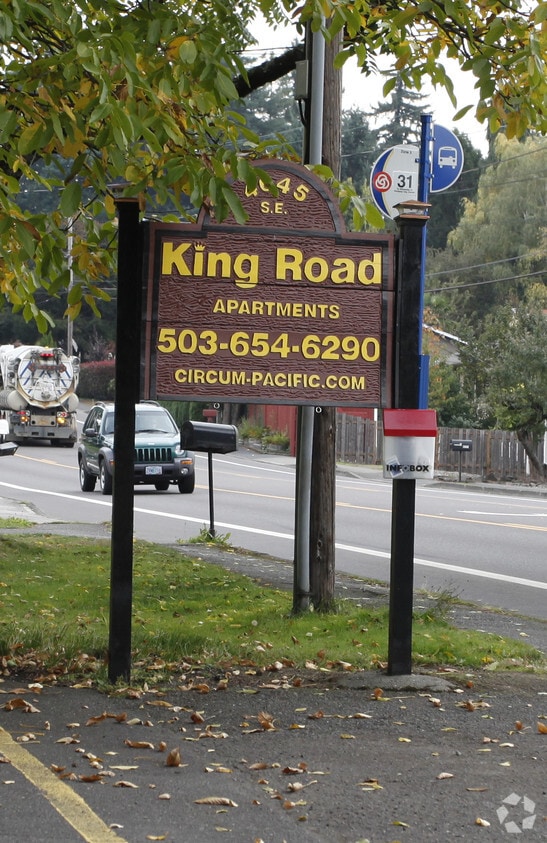 S.E.
King Road
APARTMENTS
503-654-6290
CIRCUM-PACIFIC.COM
31
INFO BOX